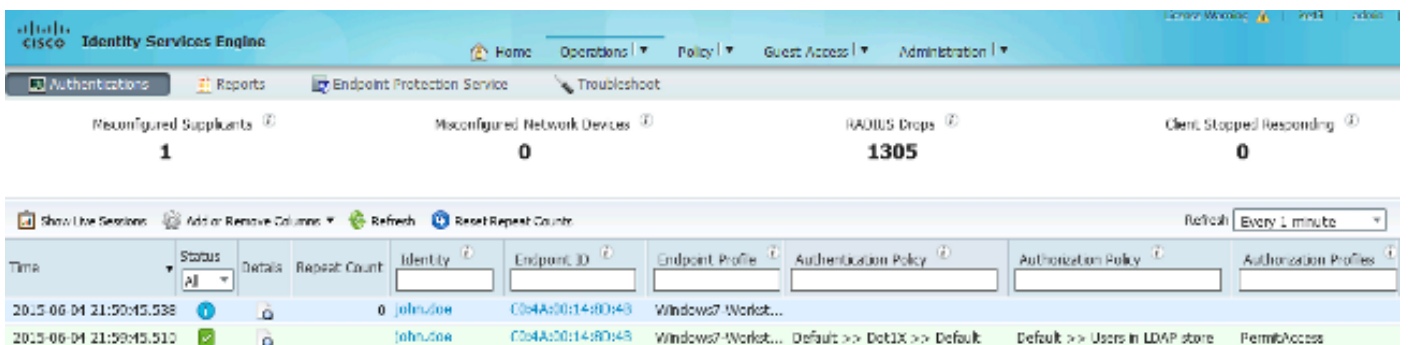 License Warning
admin
CISCO Identity Services Engine
Home Operations Policy Guest Access Administration
Authentications Reports Endpoint Protection Service Troubleshoot
Misconfigured Supplicants Misconfigured Network Devices RADIUS Drops Client Stopped Responding
1 0 1305 0
Show Live Sessions Add or Remove Columns Refresh Reset Repeat Counts Refresh Every 1 minute
Time Status Details Repeat Count Identity Endpoint ID Endpoint Profile Authentication Policy Authorization Policy Authorization Profiles
All
2015-06-04 21:59:45.538 0 john.doe C0:4A:00:14:8D:4B Windows7-Workst...
2015-06-04 21:59:45.510 john.doe C0:4A:00:14:8D:4B Windows7-Workst... Default >> Dot1X >> Default Default >> Users in LDAP store PermitAccess